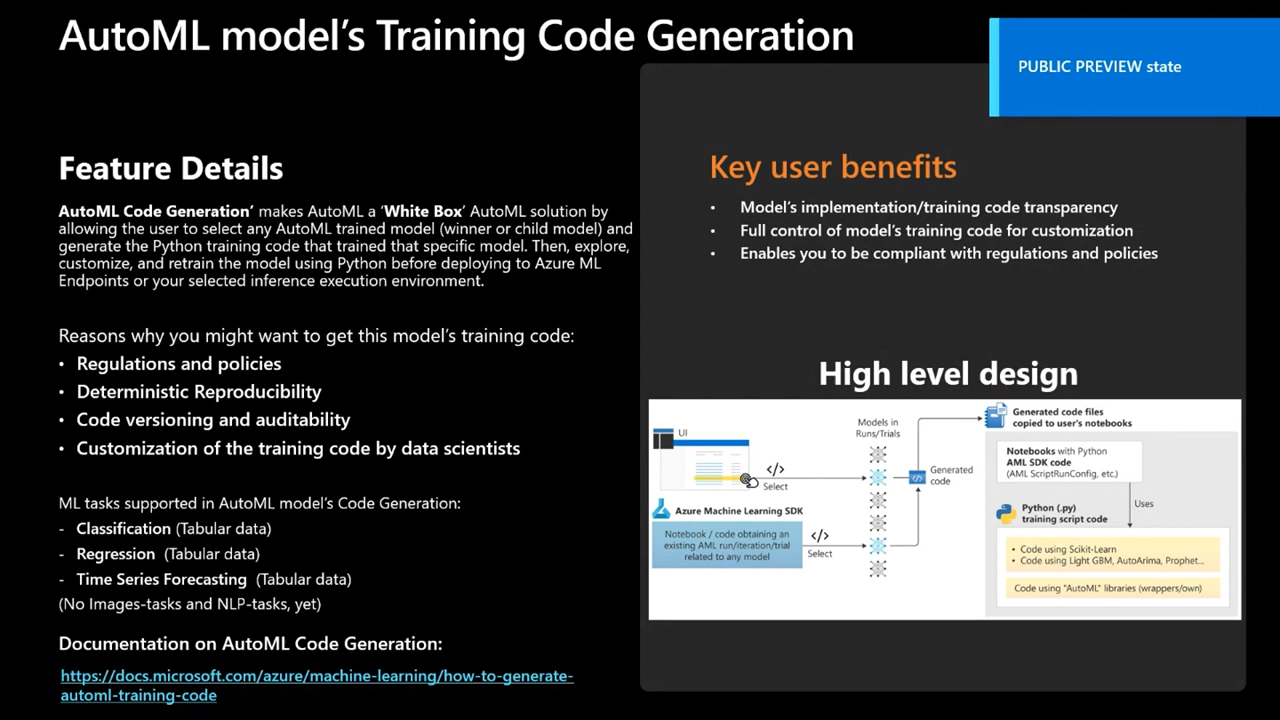 AutoML model's Training Code Generation
PUBLIC PREVIEW state
Feature Details
AutoML Code Generation' makes AutoML a 'White Box' AutoML solution by
allowing the user to select any AutoML trained model (winner or child model) and
generate the Python training code that trained that specific model. Then, explore,
customize, and retrain the model using Python before deploying to Azure ML
Endpoints or your selected inference execution environment.
Reasons why you might want to get this model's training code:
• Regulations and policies
• Deterministic Reproducibility
• Code versioning and auditability
• Customization of the training code by data scientists
ML tasks supported in AutoML model's Code Generation:
- Classification (Tabular data)
- Regression (Tabular data)
- Time Series Forecasting (Tabular data)
(No Images-tasks and NLP-tasks, yet)
Documentation on AutoML Code Generation:
https://docs.microsoft.com/azure/machine-learning/how-to-generate-
automl-training-code
Key user benefits
• Model's implementation/training code transparency
• Full control of model's training code for customization
• Enables you to be compliant with regulations and policies
High level design
UI
</>
Select
Azure Machine Learning SDK
Notebook / code obtaining an
existing AML run/iteration/trial
related to any model
</>
Select
Models in
Runs/Trials
</>
Generated
code
Generated code files
copied to user's notebooks
Notebooks with Python
AML SDK code
(AML ScriptRunConfig, etc.)
Uses
Python (.py)
training script code
• Code using Scikit-Learn
• Code using Light GBM, AutoArima, Prophet...
Code using "AutoML" libraries (wrappers/own)